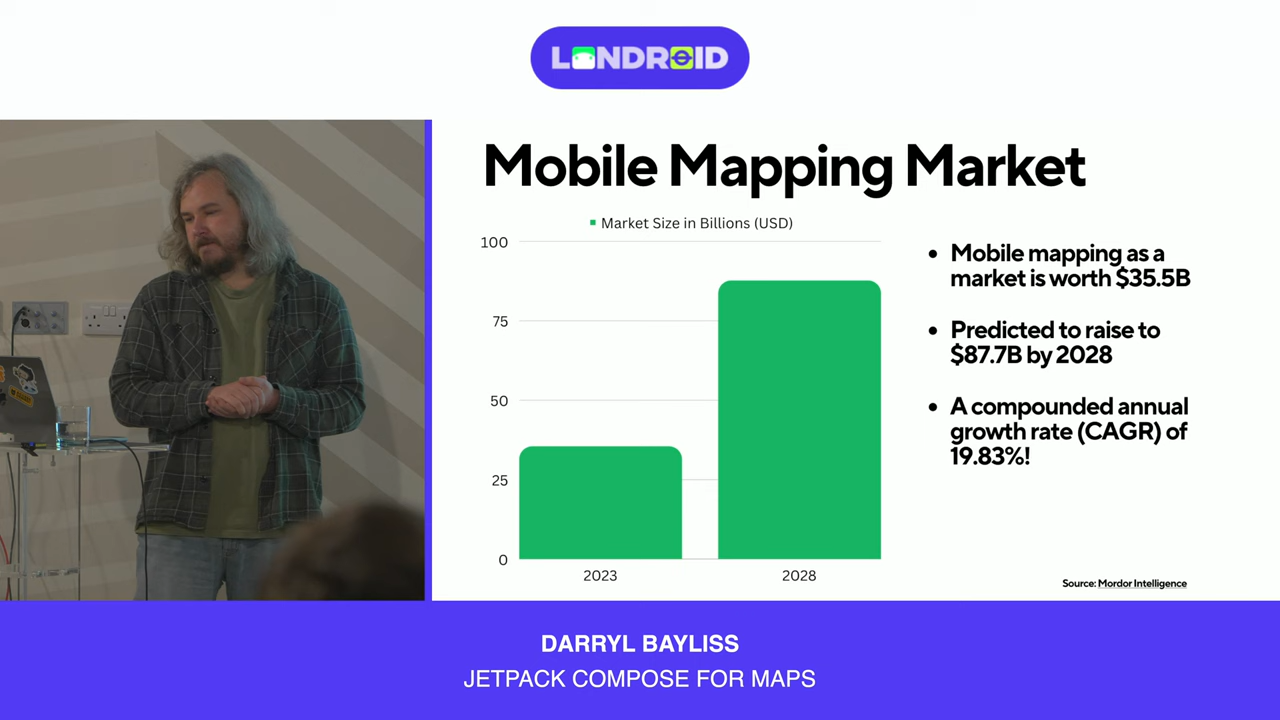 LONDROID
Mobile Mapping Market
Market Size in Billions (USD)
100
75
50
25
0
2023
2028
• Mobile mapping as a
market is worth $35.5B
• Predicted to raise to
$87.7B by 2028
• A compounded annual
growth rate (CAGR) of
19.83%!
Source: Mordor Intelligence
DARRYL BAYLISS
JETPACK COMPOSE FOR MAPS